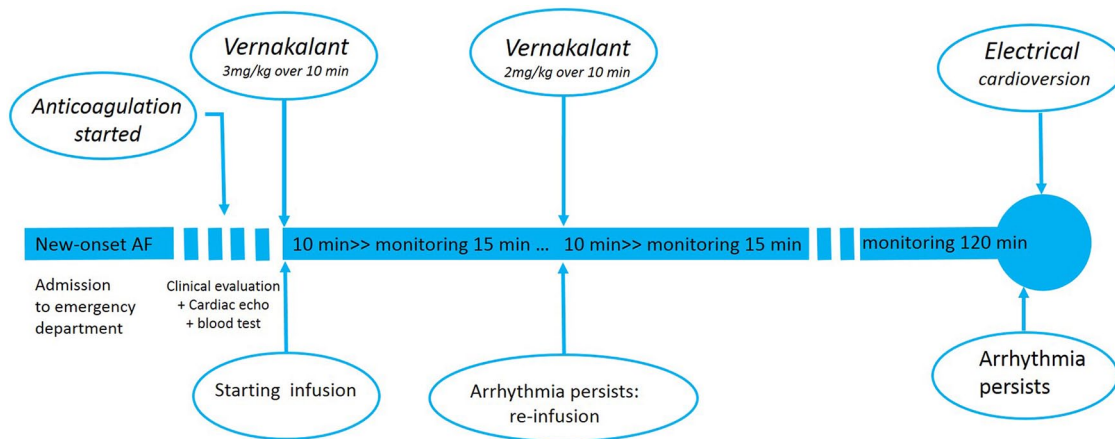 Vernakalant
3mg/kg over 10 min
Vernakalant
2mg/kg over 10 min
Electrical
cardioversion
Anticoagulation
started
New-onset AF
10 min>> monitoring 15 min ...
10 min>> monitoring 15 min
monitoring 120 min
Admission
to emergency
department
Clinical evaluation
+ Cardiac echo
+ blood test
Starting infusion
Arrhythmia persists:
re-infusion
Arrhythmia
persists